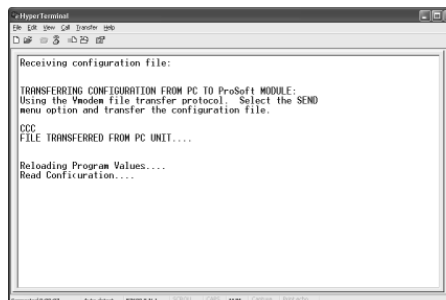 HyperTerminal
File Edit View Call Transfer Help
Receiving configuration file:
TRANSFERRING CONFIGURATION FROM PC TO ProSoft MODULE:
Using the Ymodem file transfer protocol. Select the SEND
menu option and transfer the configuration file.
CCC
FILE TRANSFERRED FROM PC UNIT....
Reloading Program Values....
Read Configuration....